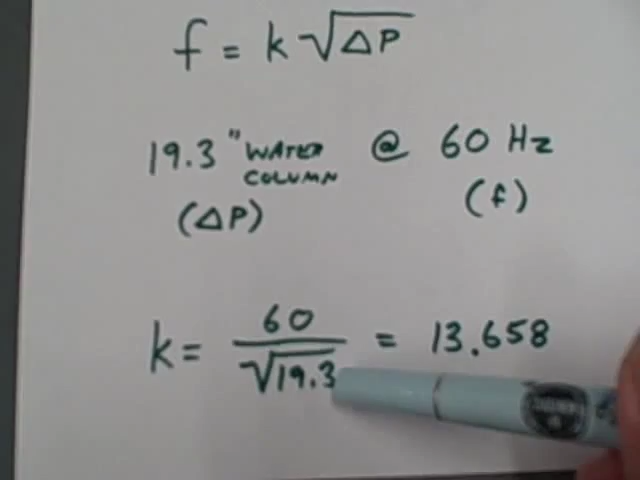 f = k √ΔP
19.3 " WATER COLUMN @ 60 Hz
(ΔP) (f)
k = 60 / √19.3 = 13.658